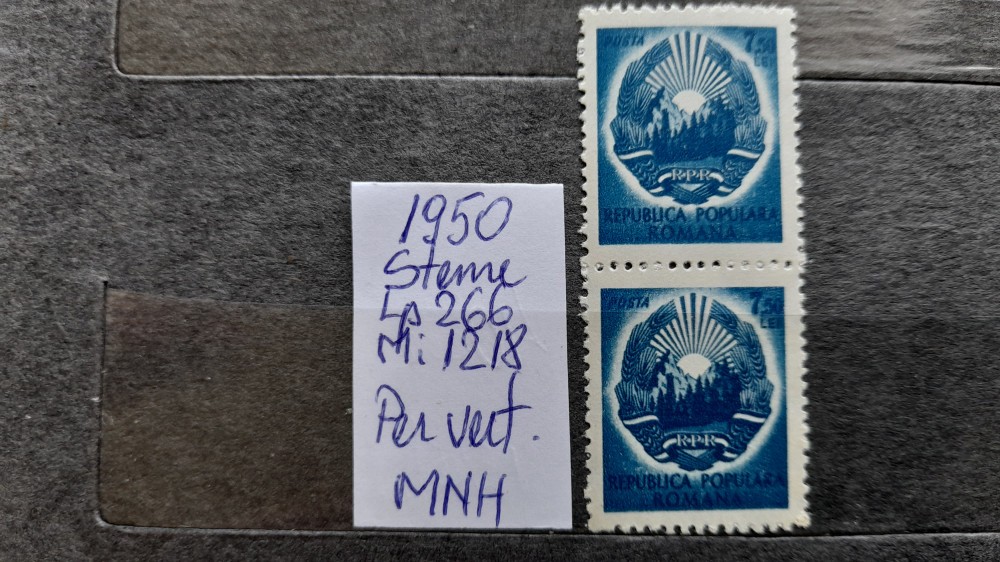 1950
Steme
Lp 266
Mi 1218
Per vert.
MNH
POSTA 7,50
LEI
RPR
REPUBLICA POPULARA
ROMANA
POSTA 7,50
LEI
RPR
REPUBLICA POPULARA
ROMANA